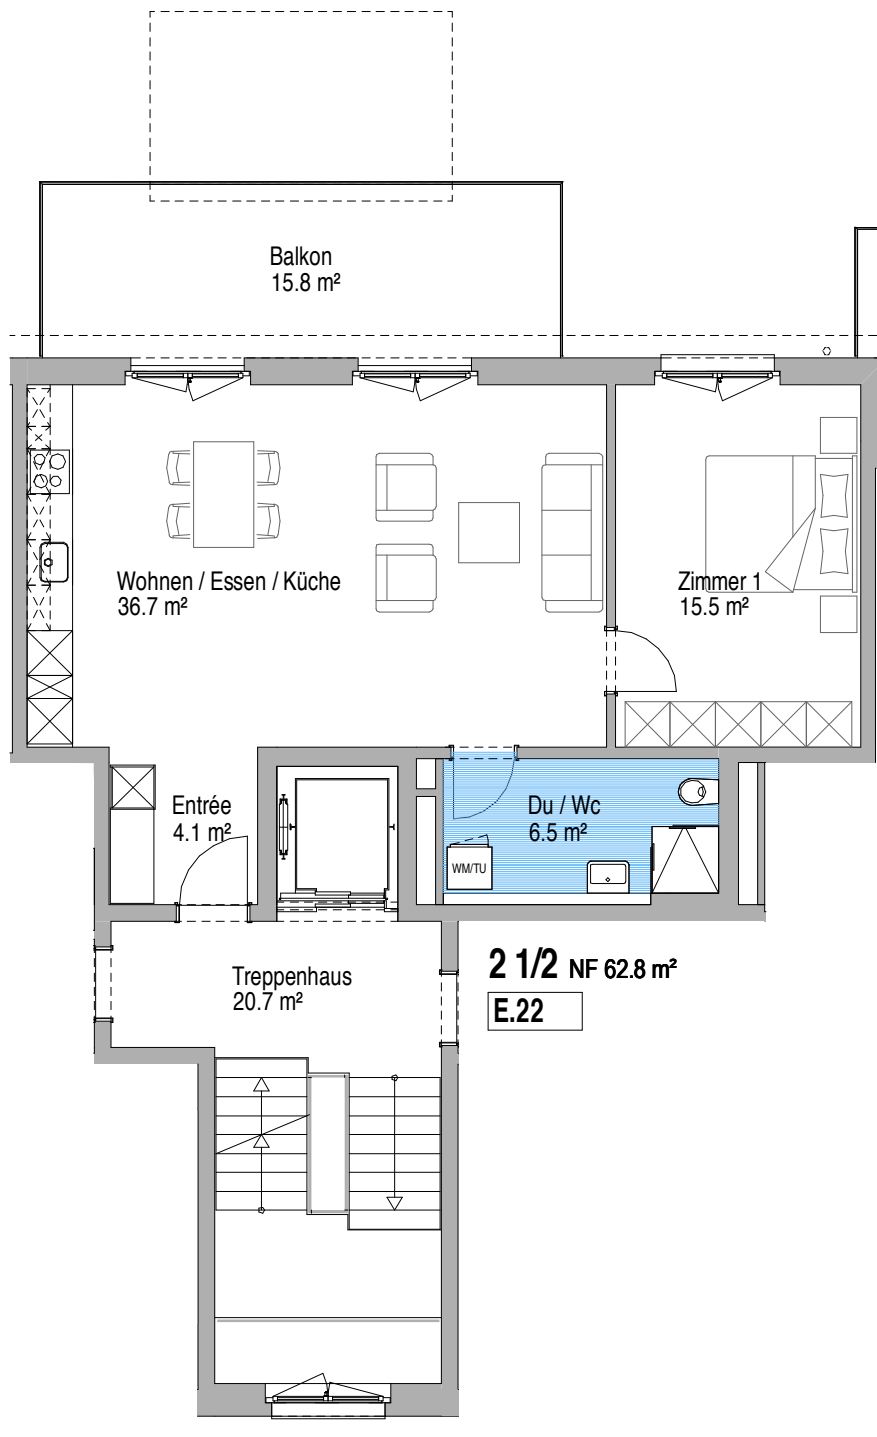 Balkon
15.8 m²
Wohnen / Essen / Küche
36.7 m²
Zimmer 1
15.5 m²
Entrée
4.1 m²
Du / Wc
6.5 m²
WM/TU
Treppenhaus
20.7 m²
2 1/2 NF 62.8 m²
E.22